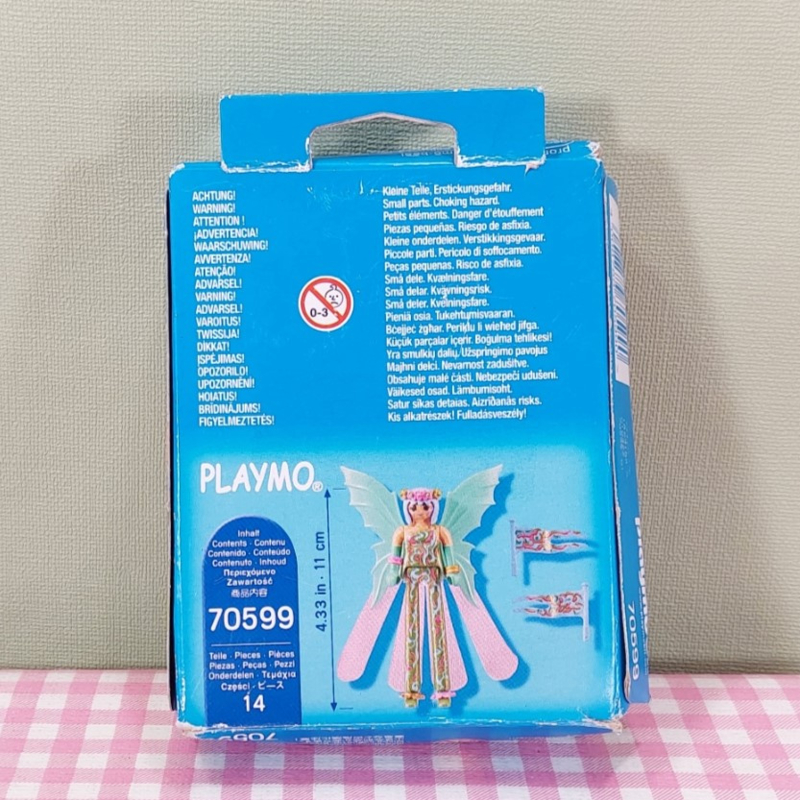 ACHTUNG!
WARNING!
ATTENTION !
¡ADVERTENCIA!
WAARSCHUWING!
AVVERTENZA!
ATENÇÃO!
ADVARSEL!
VARNING!
ADVARSEL!
VAROITUS!
TWISSIJA!
DİKKAT!
ĮSPĖJIMAS!
OPOZORILO!
UPOZORNĚNÍ!
HOIATUS!
BRĪDINĀJUMS!
FIGYELMEZTETÉS!
0-3
Kleine Teile, Erstickungsgefahr.
Small parts. Choking hazard.
Petits éléments. Danger d'étouffement
Piezas pequeñas. Riesgo de asfixia.
Kleine onderdelen. Verstikkingsgevaar.
Piccole parti. Pericolo di soffocamento.
Peças pequenas. Risco de asfixia.
Små dele. Kvælningsfare.
Små delar. Kvävningsrisk.
Små deler. Kvelningsfare.
Pieniä osia. Tukehtumisvaaran.
Bċejjeċ żgħar. Periklu li wieħed jifga.
Küçük parçalar içerir. Boğulma tehlikesi!
Yra smulkių dalių. Užspringimo pavojus
Majhni delci. Nevarnost zadušitve.
Obsahuje malé části. Nebezpečí udušení.
Väikesed osad. Lämbumisoht.
Satur sīkas detaļas. Aizrīšanās risks.
Kis alkatrészek! Fulladásveszély!
PLAYMO®
Inhalt
Contents · Contenu
Contenido · Conteúdo
Contenuto · Inhoud
Περιεχόμενο
Zawartość
商品内容
70599
Teile · Pieces · Pièces
Piezas · Peças · Pezzi
Onderdelen · Τεμάχια
Części · ピース
14
4.33 in · 11 cm
70599